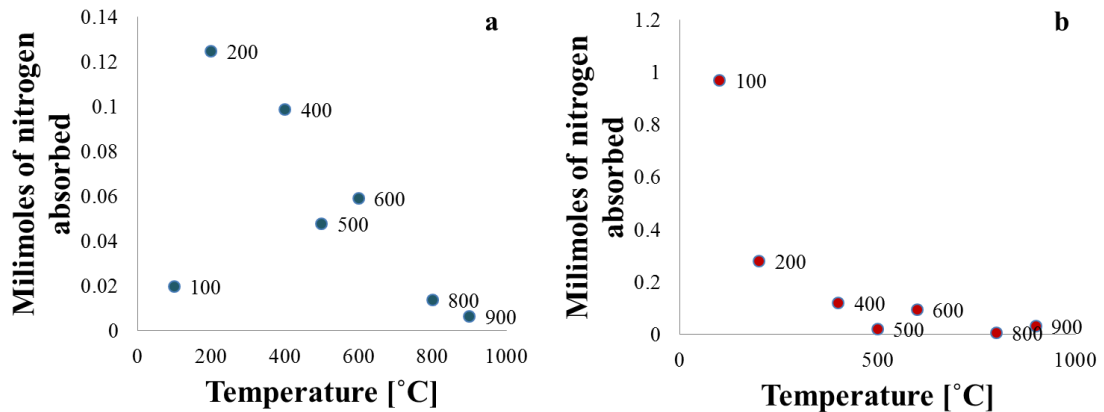 a
Milimoles of nitrogen
absorbed
0.14
0.12
0.1
0.08
0.06
0.04
0.02
0
200
400
600
500
100
800
900
0 200 400 600 800 1000
Temperature [˚C]
b
Milimoles of nitrogen
absorbed
1.2
1
0.8
0.6
0.4
0.2
0
100
200
400
600
500
800
900
0 500 1000
Temperature [˚C]